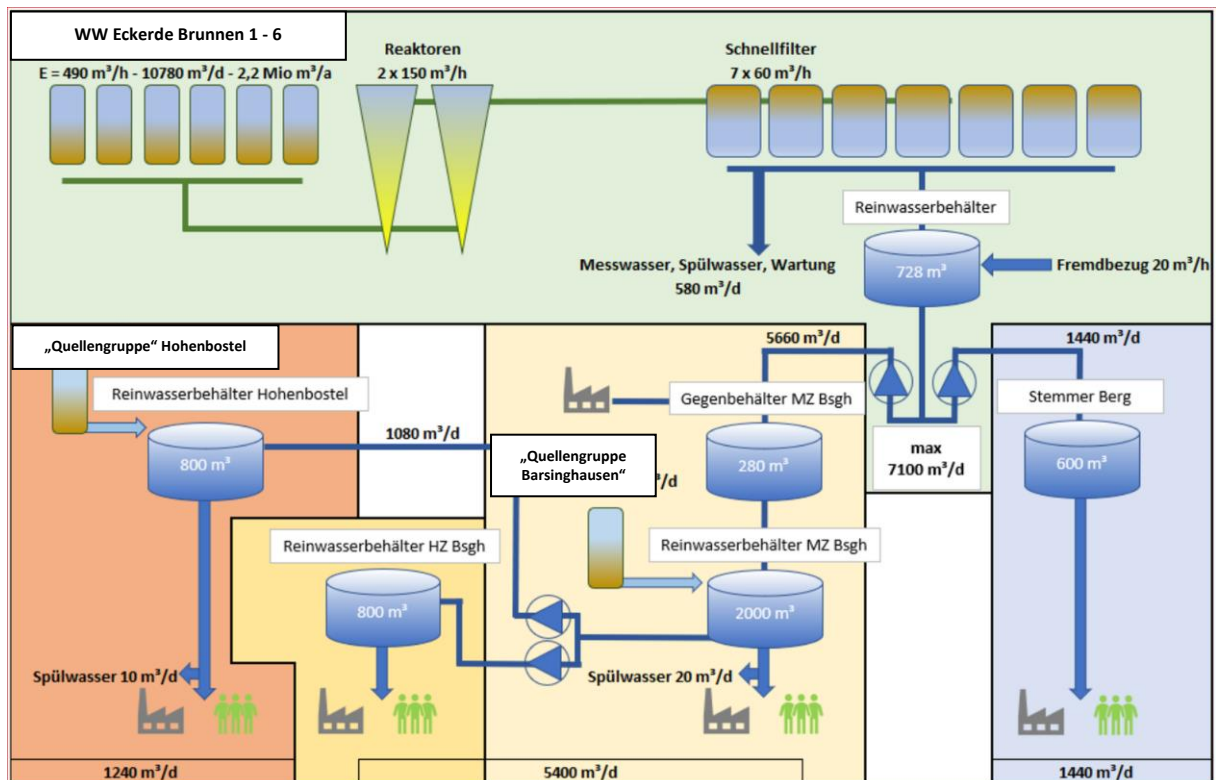 WW Eckerde Brunnen 1 - 6
E = 490 m³/h - 10780 m³/d - 2,2 Mio m³/a
Reaktoren
2 x 150 m³/h
Schnellfilter
7 x 60 m³/h
Reinwasserbehälter
728 m³
Messwasser, Spülwasser, Wartung
580 m³/d
Fremdbezug 20 m³/h
„Quellengruppe“ Hohenbostel
5660 m³/d
1440 m³/d
Reinwasserbehälter Hohenbostel
Gegenbehälter MZ Bsgh
Stemmer Berg
800 m³
1080 m³/d
„Quellengruppe
Barsinghausen“
³/d
280 m³
max
7100 m³/d
600 m³
Reinwasserbehälter HZ Bsgh
Reinwasserbehälter MZ Bsgh
800 m³
2000 m³
Spülwasser 10 m³/d
Spülwasser 20 m³/d
1240 m³/d
5400 m³/d
1440 m³/d